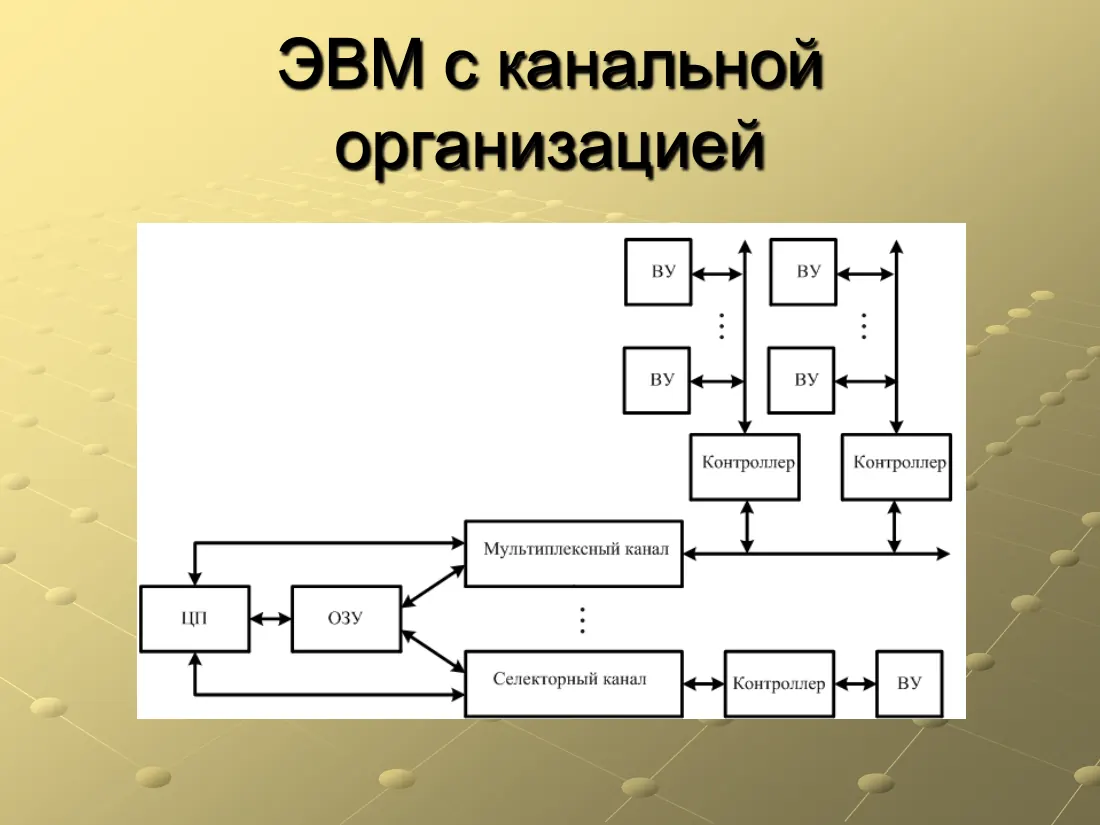 ЭВМ с канальной
организацией
ВУ
ВУ
ВУ
ВУ
Контроллер
Контроллер
Мультиплексный канал
ЦП
ОЗУ
Селекторный канал
Контроллер
ВУ